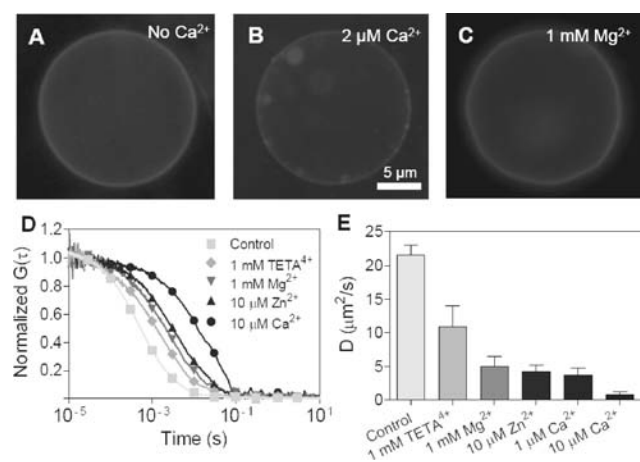 A
No Ca²⁺
B
2 µM Ca²⁺
5 µm
C
1 mM Mg²⁺
D
Normalized G(τ)
1.2
1.0
0.8
0.6
0.4
0.2
Control
1 mM TETA⁴⁺
1 mM Mg²⁺
10 µM Zn²⁺
10 µM Ca²⁺
10⁻⁵
10⁻³
10⁻¹
10¹
Time (s)
E
D (µm²/s)
25
20
15
10
5
0
Control
1 mM TETA⁴⁺
1 mM Mg²⁺
10 µM Zn²⁺
1 µM Ca²⁺
10 µM Ca²⁺